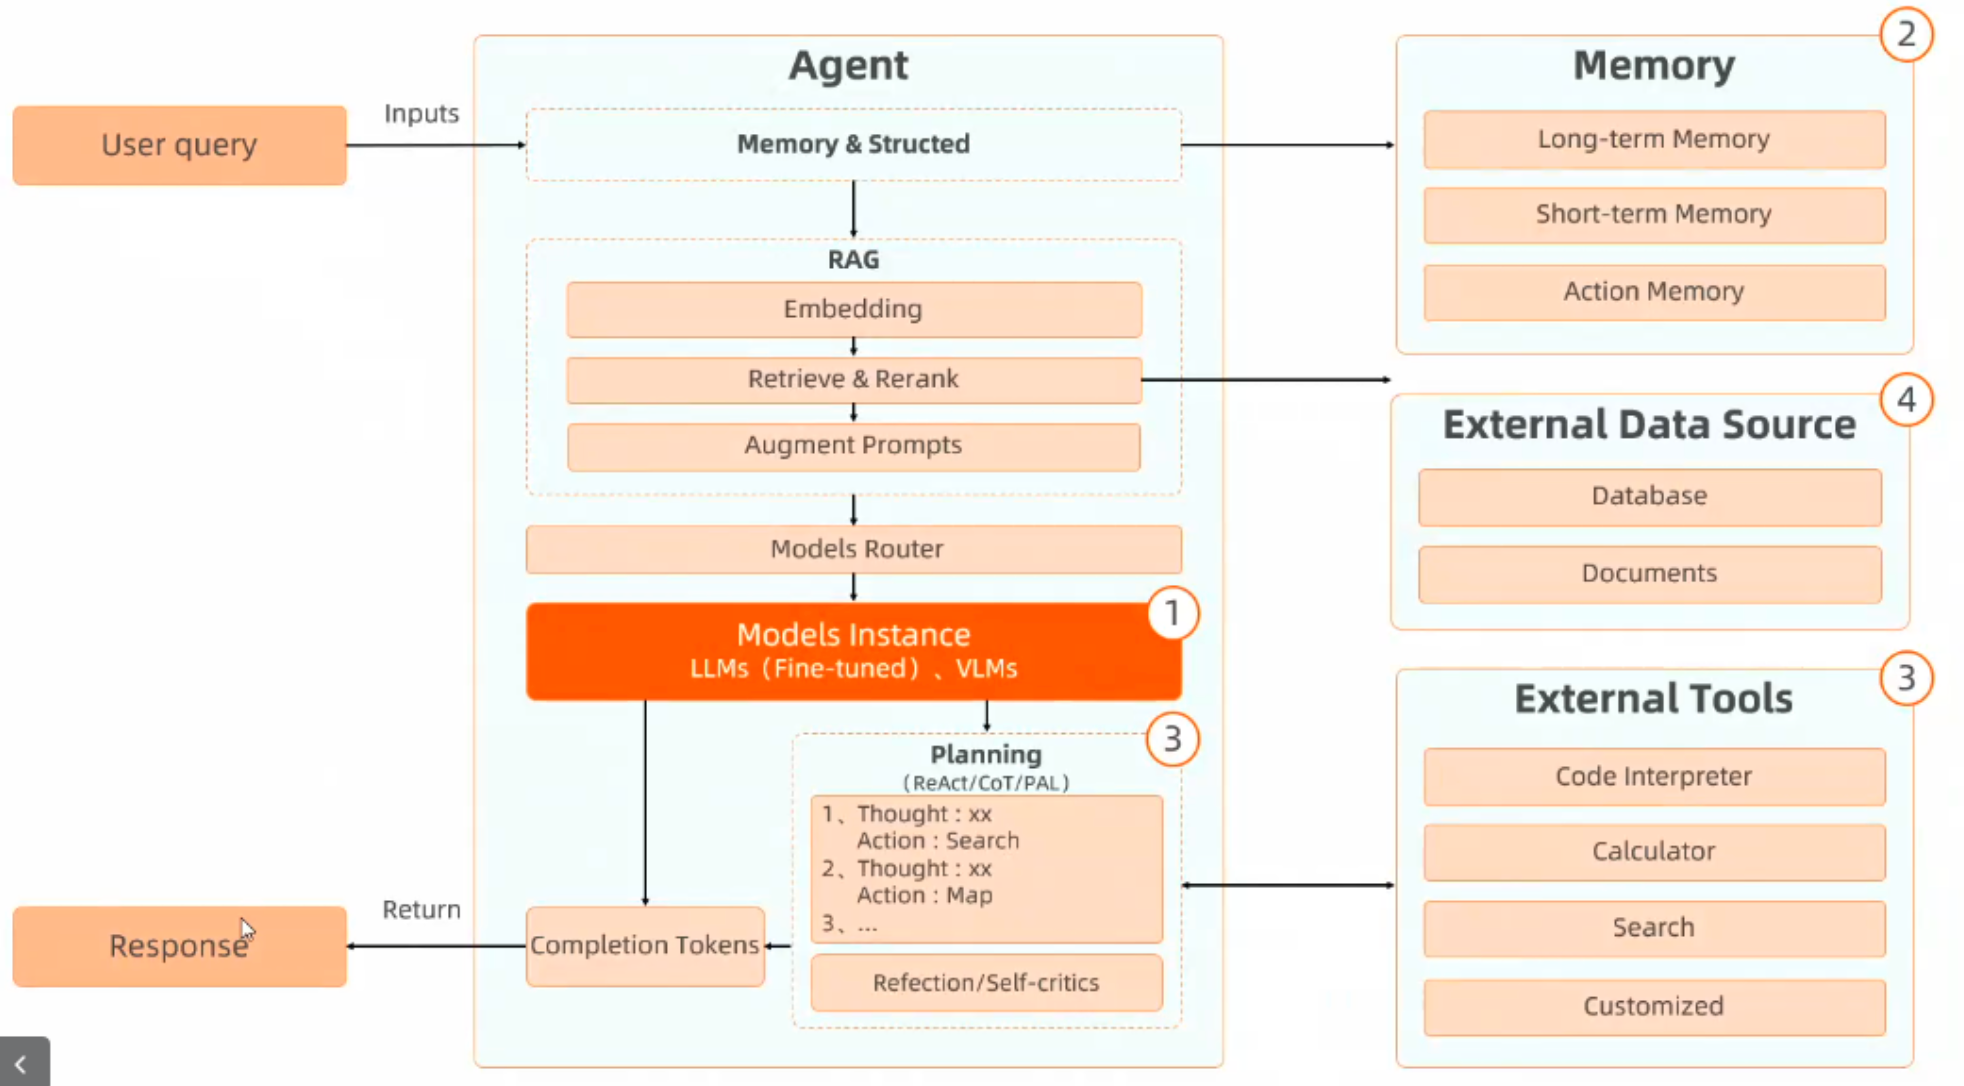 User query
Inputs
Agent
Memory & Structed
RAG
Embedding
Retrieve & Rerank
Augment Prompts
Models Router
1
Models Instance
LLMs（Fine-tuned）、VLMs
3
Planning
（ReAct/CoT/PAL）
1、Thought : xx
Action : Search
2、Thought : xx
Action : Map
3、...
Refection/Self-critics
Completion Tokens
Return
Response
2
Memory
Long-term Memory
Short-term Memory
Action Memory
4
External Data Source
Database
Documents
3
External Tools
Code Interpreter
Calculator
Search
Customized